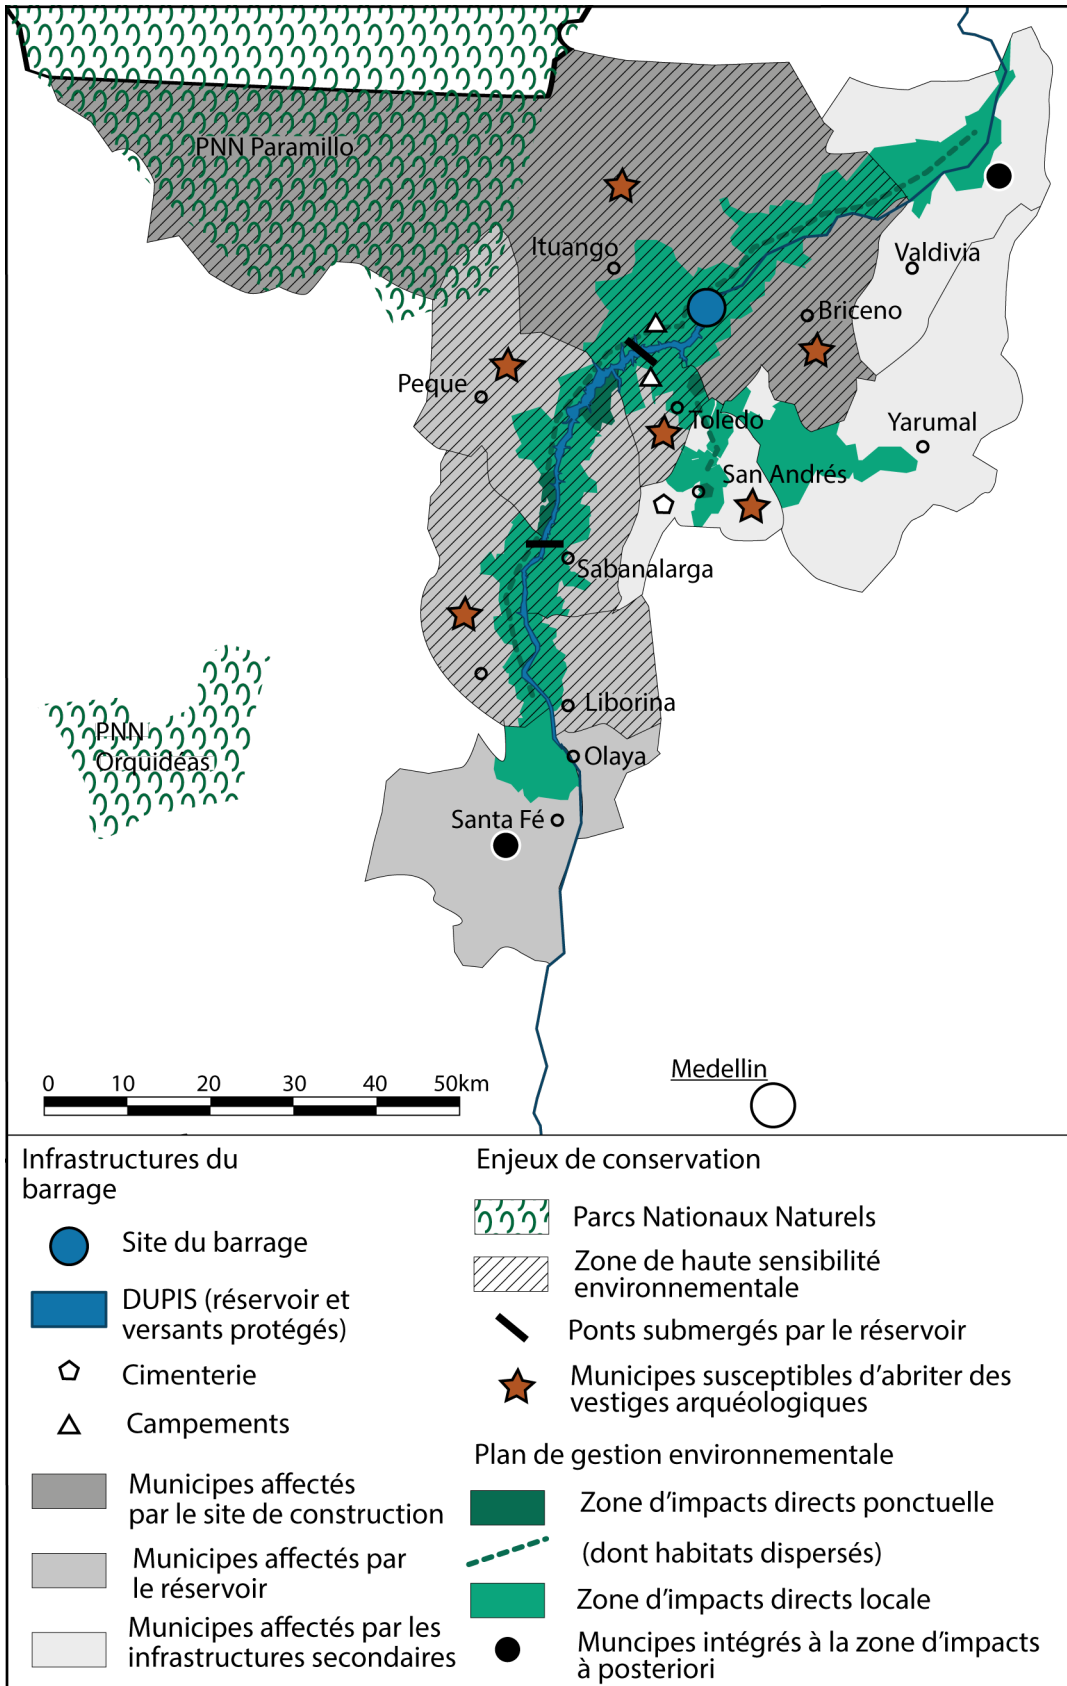 PNN Paramillo
Ituango
Valdivia
Briceno
Peque
Toledo
Yarumal
San Andrés
Sabanalarga
Liborina
PNN
Orquidéas
Olaya
Santa Fé
Medellin
0 10 20 30 40 50km
Infrastructures du
barrage
Site du barrage
DUPIS (réservoir et
versants protégés)
Cimenterie
Campements
Municipes affectés
par le site de construction
Municipes affectés par
le réservoir
Municipes affectés par les
infrastructures secondaires
Enjeux de conservation
Parcs Nationaux Naturels
Zone de haute sensibilité
environnementale
Ponts submergés par le réservoir
Municipes susceptibles d'abriter des
vestiges arquéologiques
Plan de gestion environnementale
Zone d'impacts directs ponctuelle
(dont habitats dispersés)
Zone d'impacts directs locale
Muncipes intégrés à la zone d'impacts
à posteriori